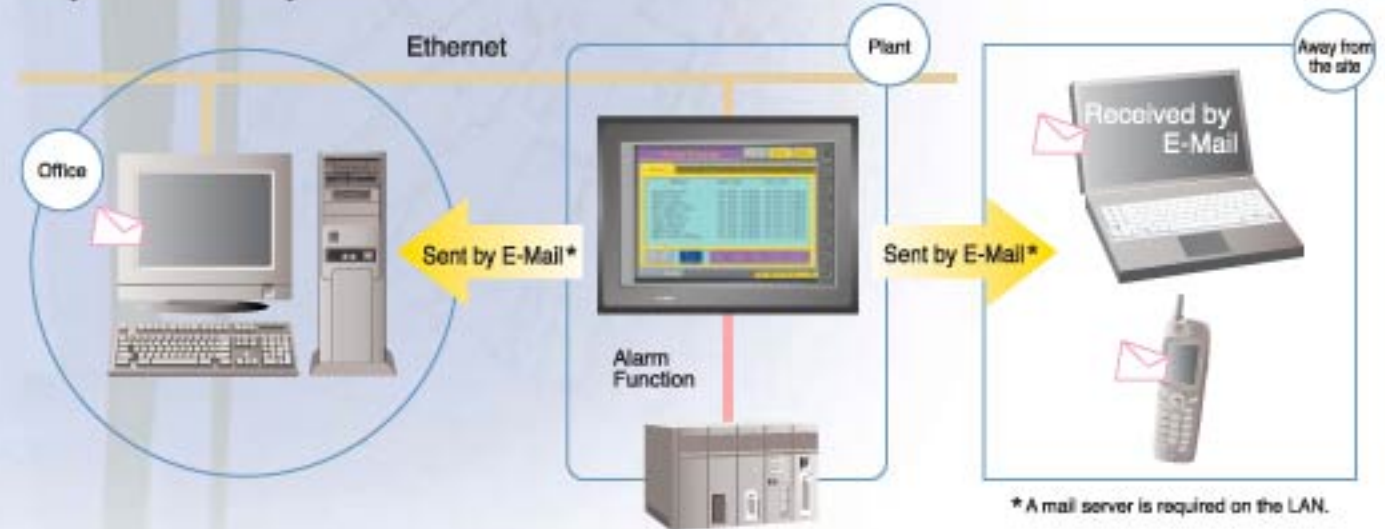 Ethernet
Plant
Away from
the site
Office
Received by
E-Mail
Sent by E-Mail*
Sent by E-Mail*
Alarm
Function
* A mail server is required on the LAN.